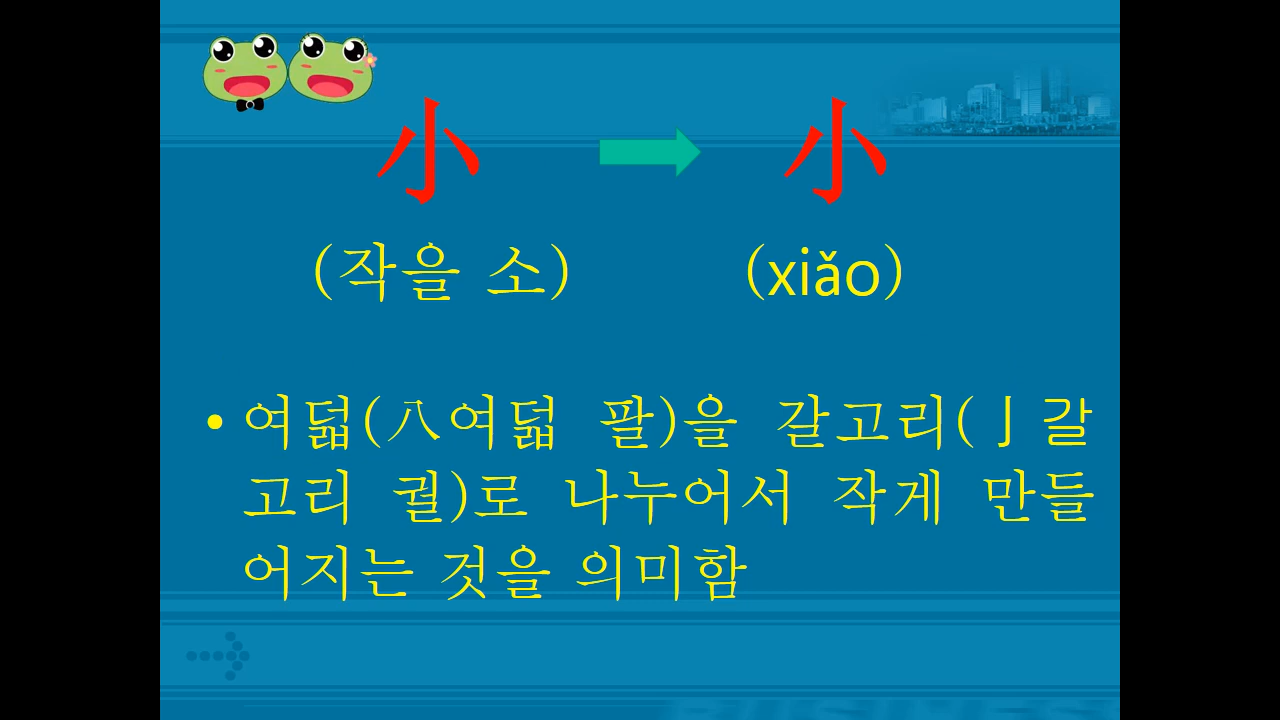 小 小
(작을 소) (xiǎo)
• 여덟(八여덟 팔)을 갈고리(亅갈
고리 궐)로 나누어서 작게 만들
어지는 것을 의미함